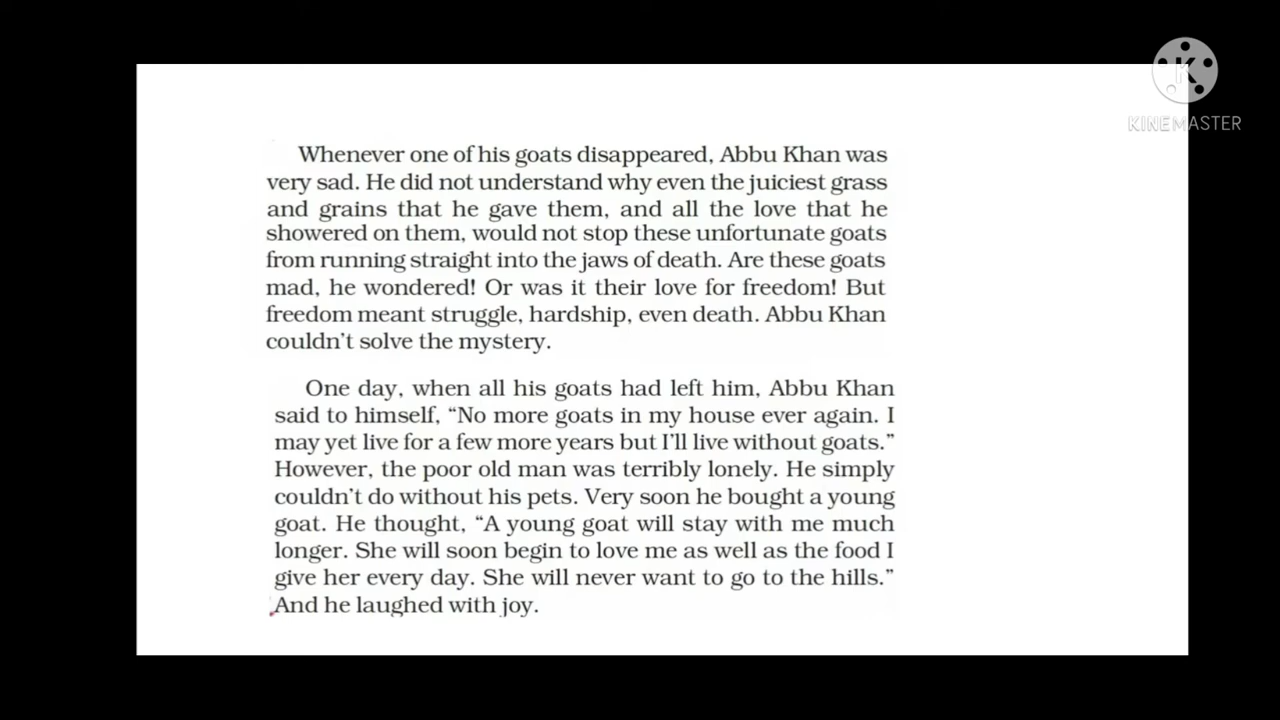 KINEMASTER
Whenever one of his goats disappeared, Abbu Khan was
very sad. He did not understand why even the juiciest grass
and grains that he gave them, and all the love that he
showered on them, would not stop these unfortunate goats
from running straight into the jaws of death. Are these goats
mad, he wondered! Or was it their love for freedom! But
freedom meant struggle, hardship, even death. Abbu Khan
couldn’t solve the mystery.
One day, when all his goats had left him, Abbu Khan
said to himself, “No more goats in my house ever again. I
may yet live for a few more years but I’ll live without goats.”
However, the poor old man was terribly lonely. He simply
couldn’t do without his pets. Very soon he bought a young
goat. He thought, “A young goat will stay with me much
longer. She will soon begin to love me as well as the food I
give her every day. She will never want to go to the hills.”
And he laughed with joy.